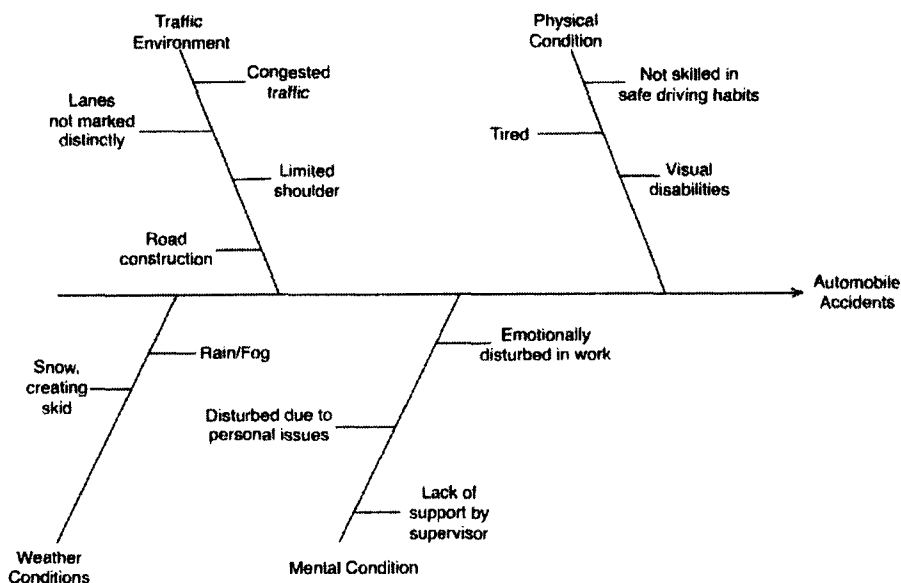 Traffic
Environment
Congested
traffic
Lanes
not marked
distinctly
Limited
shoulder
Road
construction
Physical
Condition
Not skilled in
safe driving habits
Tired
Visual
disabilities
Automobile
Accidents
Rain/Fog
Snow,
creating
skid
Weather
Conditions
Emotionally
disturbed in work
Disturbed due to
personal issues
Lack of
support by
supervisor
Mental Condition